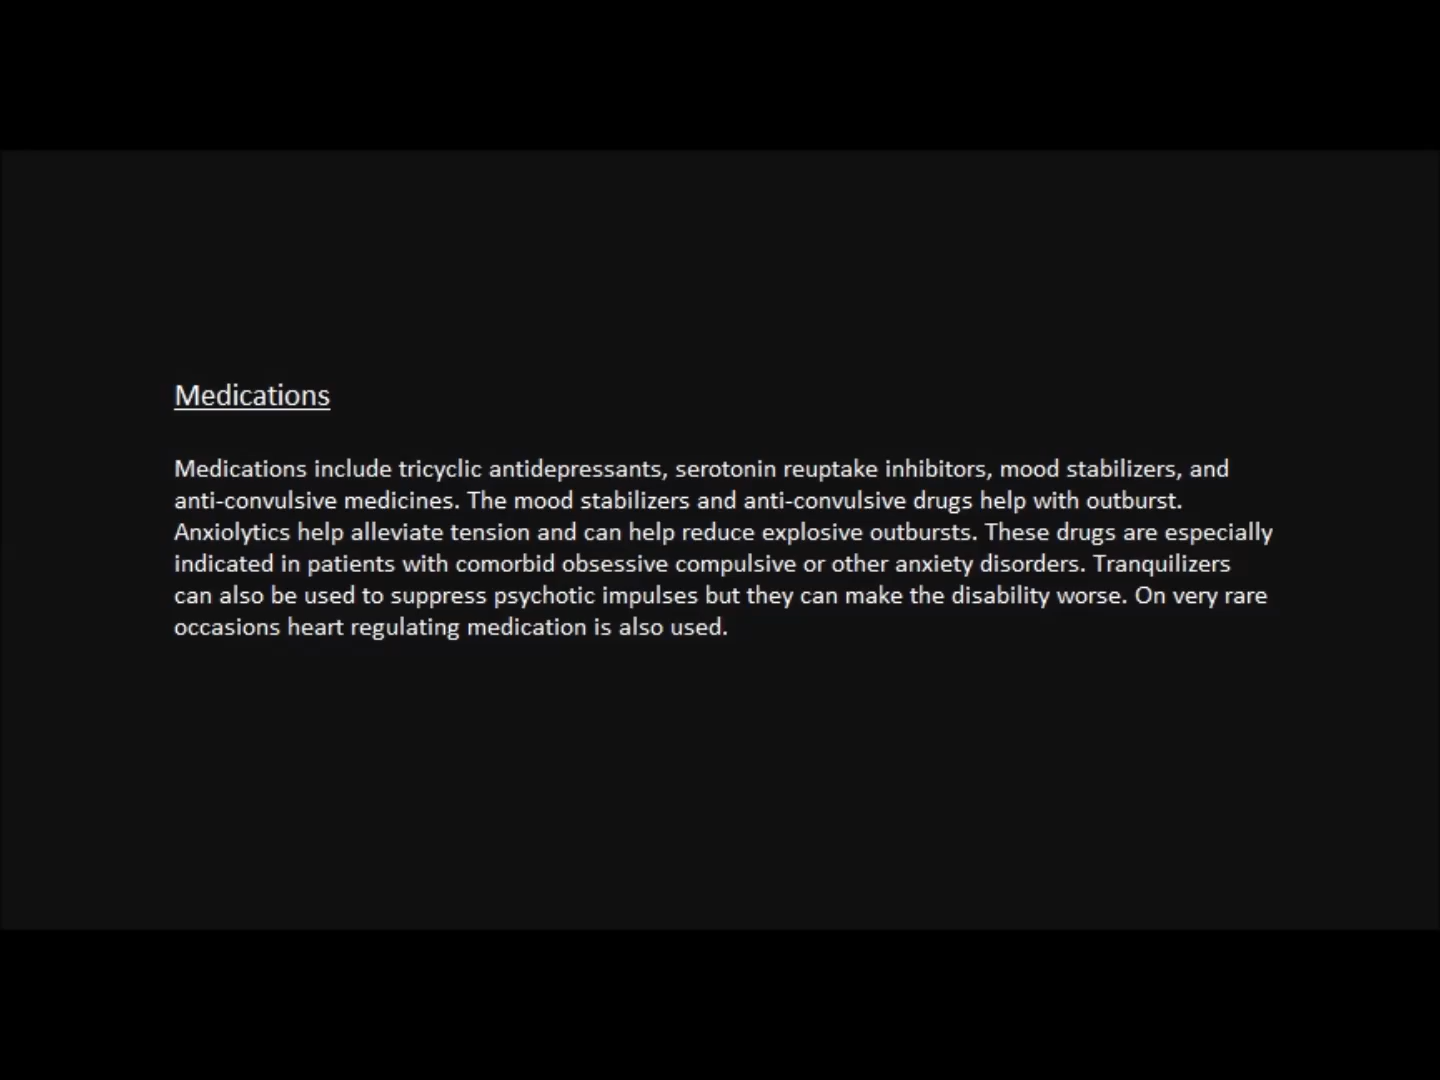 Medications
Medications include tricyclic antidepressants, serotonin reuptake inhibitors, mood stabilizers, and
anti-convulsive medicines. The mood stabilizers and anti-convulsive drugs help with outburst.
Anxiolytics help alleviate tension and can help reduce explosive outbursts. These drugs are especially
indicated in patients with comorbid obsessive compulsive or other anxiety disorders. Tranquilizers
can also be used to suppress psychotic impulses but they can make the disability worse. On very rare
occasions heart regulating medication is also used.